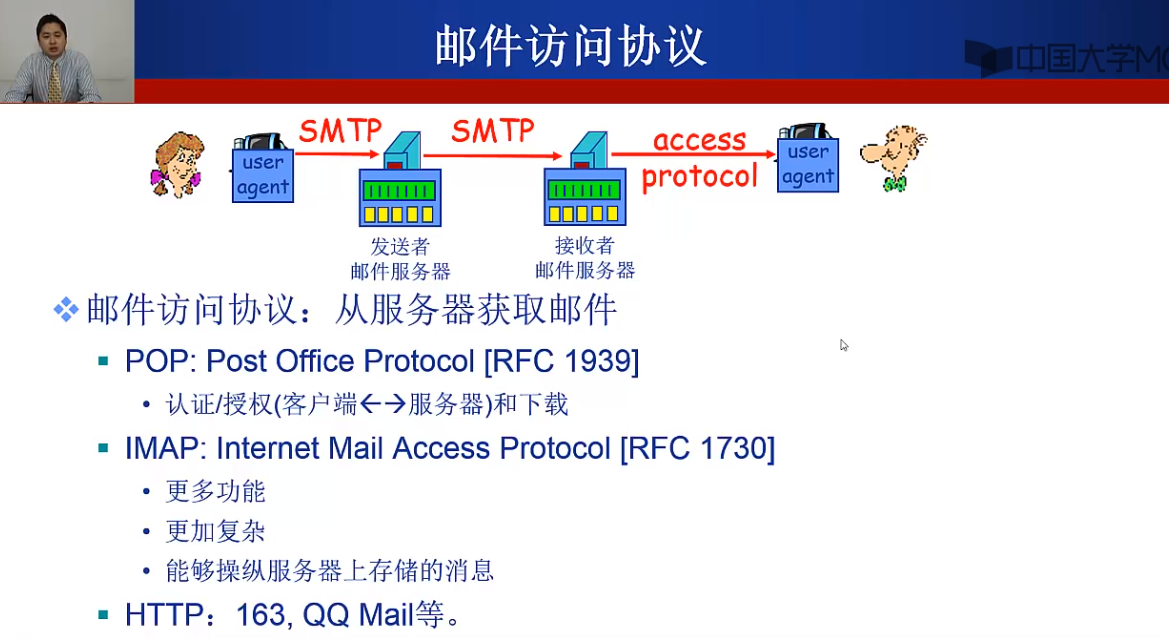 邮件访问协议
中国大学M
SMTP
SMTP
access
protocol
user
agent
user
agent
发送者
邮件服务器
接收者
邮件服务器
邮件访问协议：从服务器获取邮件
POP: Post Office Protocol [RFC 1939]
认证/授权(客户端←→服务器)和下载
IMAP: Internet Mail Access Protocol [RFC 1730]
更多功能
更加复杂
能够操纵服务器上存储的消息
HTTP：163, QQ Mail等。